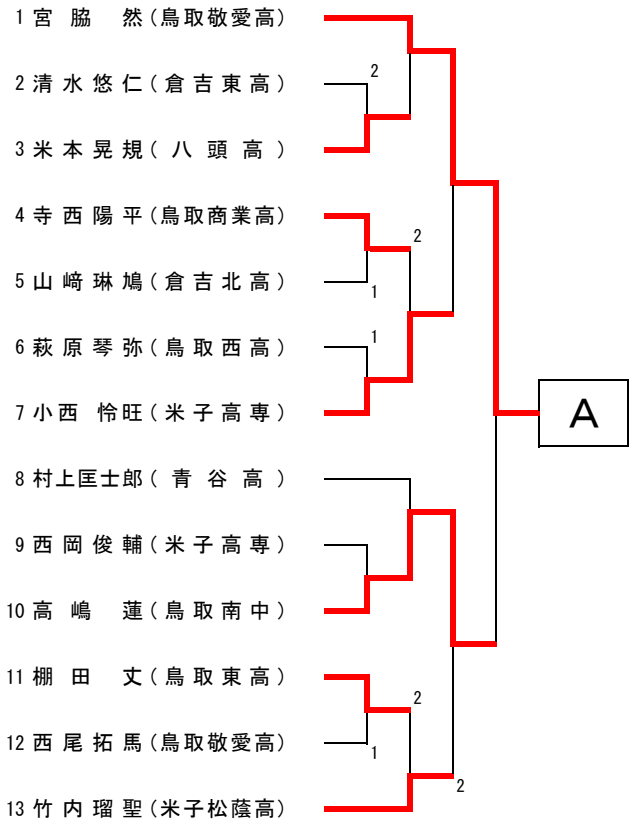 1 宮脇 然(鳥取敬愛高)
2
2 清水悠仁(倉吉東高)
3 米本晃規(八頭高)
4 寺西陽平(鳥取商業高)
2
5 山﨑琳鳩(倉吉北高)
1
1
6 萩原琴弥(鳥取西高)
7 小西 怜旺(米子高専)
A
8 村上匡士郎(青谷高)
9 西岡俊輔(米子高専)
10 高嶋 蓮(鳥取南中)
11 棚田 丈(鳥取東高)
2
12 西尾拓馬(鳥取敬愛高)
1
2
13 竹内瑠聖(米子松蔭高)